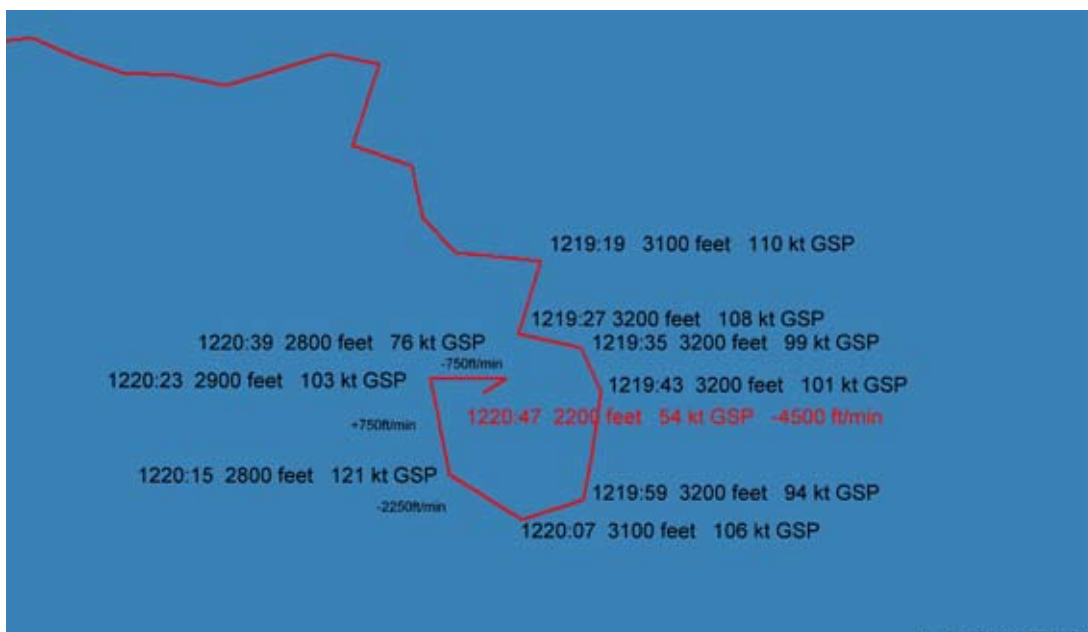 1219:19 3100 feet 110 kt GSP
1219:27 3200 feet 108 kt GSP
1220:39 2800 feet 76 kt GSP
1219:35 3200 feet 99 kt GSP
-750ft/min
1220:23 2900 feet 103 kt GSP
1219:43 3200 feet 101 kt GSP
1220:47 2200 feet 54 kt GSP -4500 ft/min
+750ft/min
1220:15 2800 feet 121 kt GSP
1219:59 3200 feet 94 kt GSP
-2250ft/min
1220:07 3100 feet 106 kt GSP